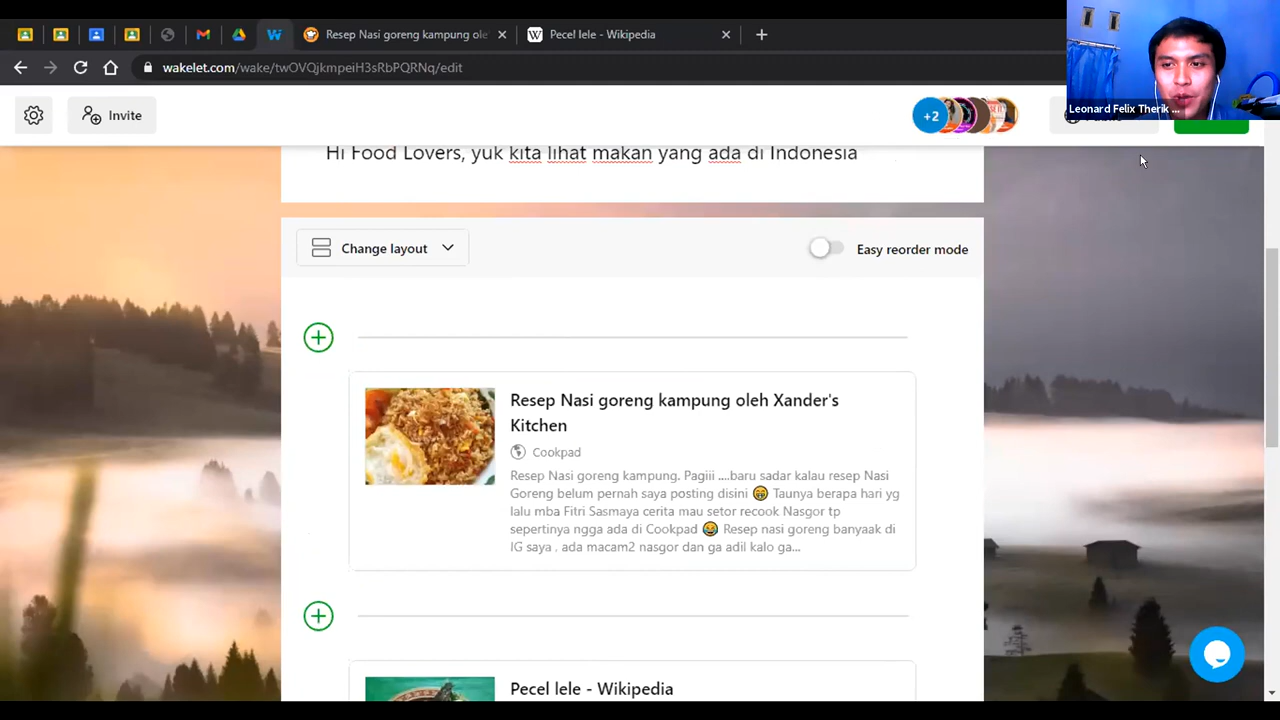 Resep Nasi goreng kampung ole
Pecel lele - Wikipedia
wakelet.com/wake/twOVQjkmpeiH3sRbPQRNq/edit
Leonard Felix Therik ...
Invite
+2
Hi Food Lovers, yuk kita lihat makan yang ada di Indonesia
Change layout
Easy reorder mode
Resep Nasi goreng kampung oleh Xander's
Kitchen
Cookpad
Resep Nasi goreng kampung. Pagiii ....baru sadar kalau resep Nasi
Goreng belum pernah saya posting disini 😁 Taunya berapa hari yg
lalu mba Fitri Sasmaya cerita mau setor recook Nasgor tp
sepertinya ngga ada di Cookpad 😂 Resep nasi goreng banyaak di
IG saya . ada macam2 nasgor dan ga adil kalo ga...
Pecel lele - Wikipedia